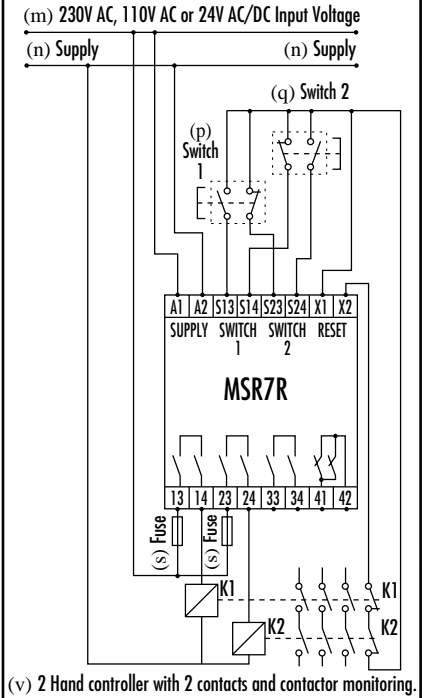 (m) 230V AC, 110V AC or 24V AC/DC Input Voltage
(n) Supply (n) Supply
(q) Switch 2
(p)
Switch
1
A1 A2 S13 S14 S23 S24 X1 X2
SUPPLY SWITCH SWITCH RESET
1 2
MSR7R
13 14 23 24 33 34 41 42
(s) Fuse
(s) Fuse
K1
K1
K2
K2
(v) 2 Hand controller with 2 contacts and contactor monitoring.